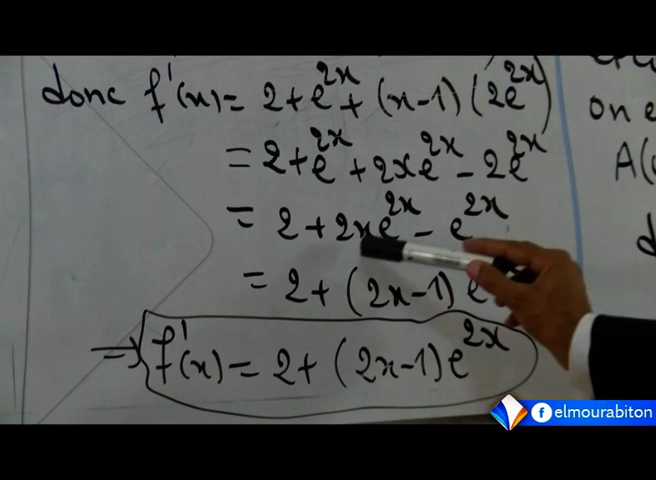 donc f'(x) = 2 + e^{2x} + (x-1)(2e^{2x})
= 2 + e^{2x} + 2xe^{2x} - 2e^{2x}
= 2 + 2xe^{2x} - e^{2x}
= 2 + (2x-1) e
⇒ f'(x) = 2 + (2x-1)e^{2x}
on e
A(
d
elmourabiton